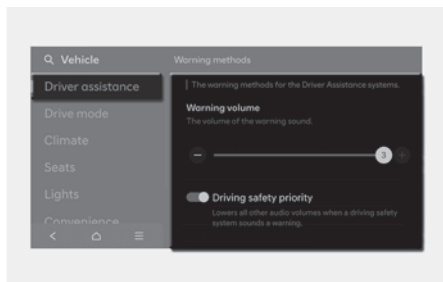 Vehicle
Warning methods
Driver assistance
The warning methods for the Driver Assistance systems.
Drive mode
Warning volume
The volume of the warning sound.
Climate
3
Seats
Lights
Driving safety priority
Lowers all other audio volumes when a driving safety
system sounds a warning.
Convenience